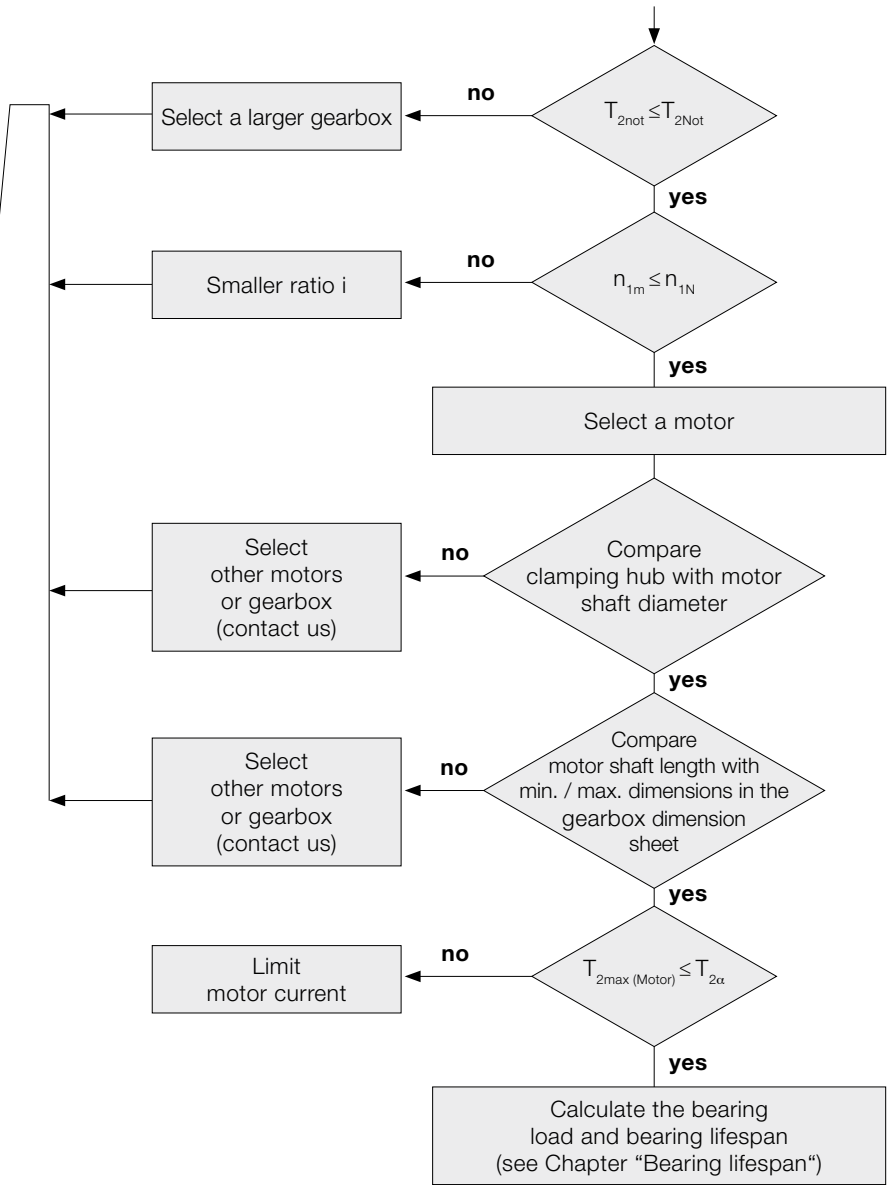 no
Select a larger gearbox
T2not ≤ T2Not
yes
no
Smaller ratio i
n1m ≤ n1N
yes
Select a motor
Select
other motors
or gearbox
(contact us)
no
Compare
clamping hub with motor
shaft diameter
yes
Select
other motors
or gearbox
(contact us)
no
Compare
motor shaft length with
min. / max. dimensions in the
gearbox dimension
sheet
yes
Limit
motor current
no
T2max (Motor) ≤ T2α
yes
Calculate the bearing
load and bearing lifespan
(see Chapter “Bearing lifespan“)